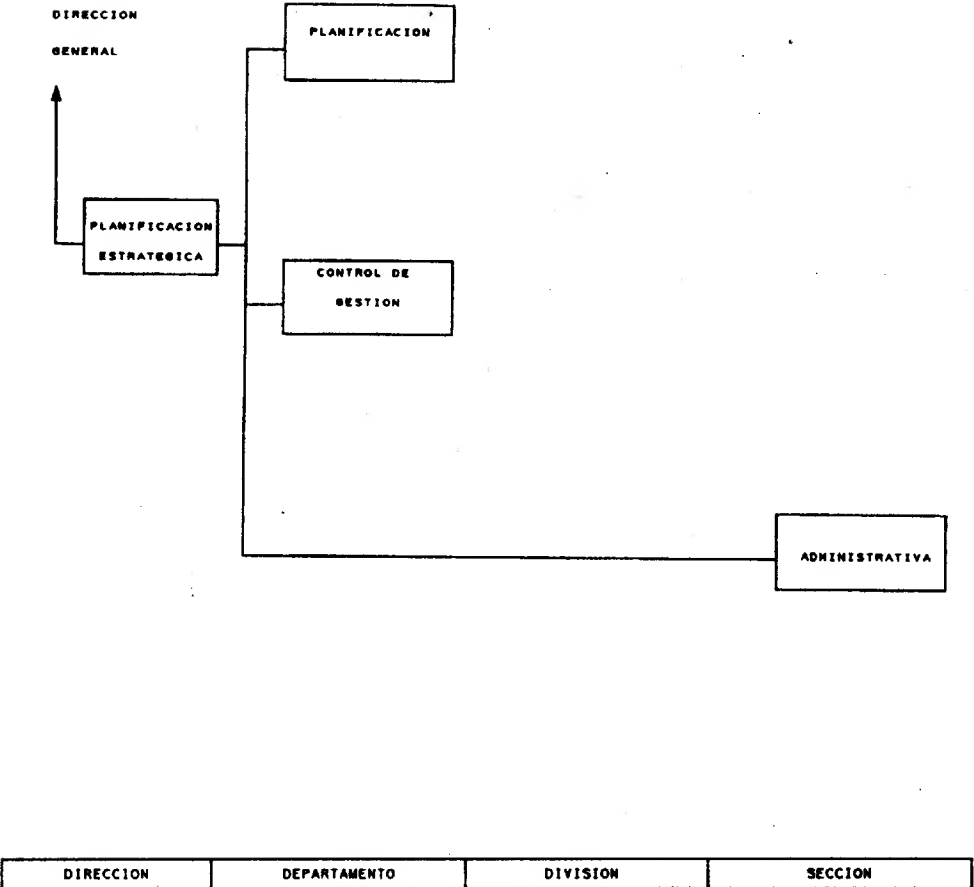 DIRECCION
GENERAL
PLANIFICACION
PLANIFICACION
ESTRATEGICA
CONTROL DE
GESTION
ADMINISTRATIVA
DIRECCION DEPARTAMENTO DIVISION SECCION